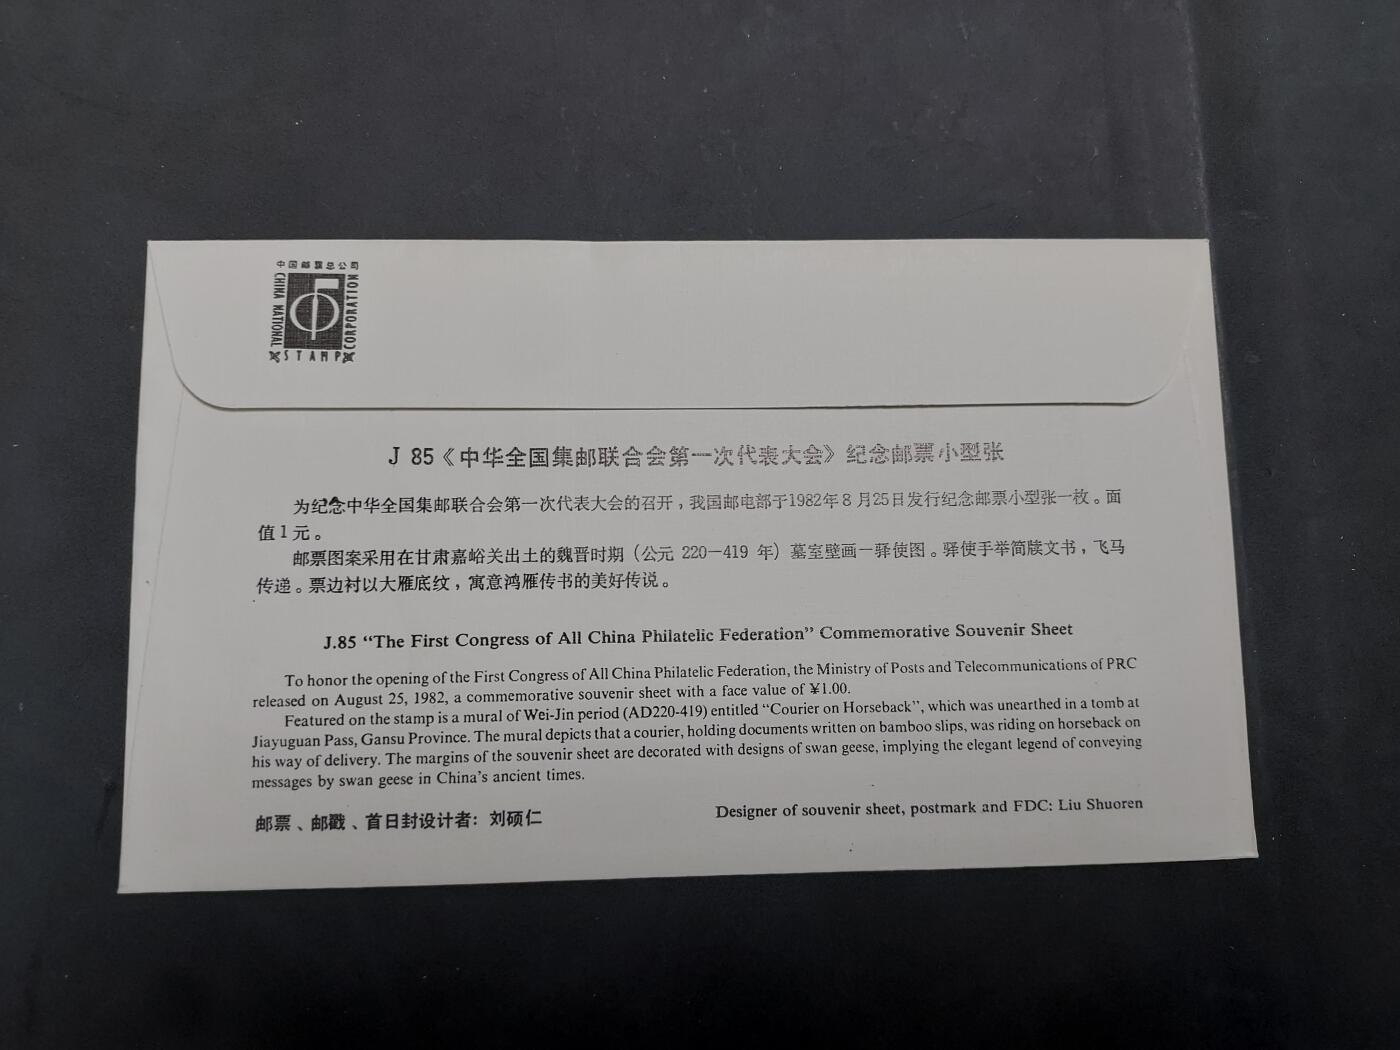 中国邮票总公司
CHINA NATIONAL
CORPORATION
STAMP
J 85《中华全国集邮联合会第一次代表大会》纪念邮票小型张
为纪念中华全国集邮联合会第一次代表大会的召开，我国邮电部于1982年8月25日发行纪念邮票小型张一枚。面
值1元。
邮票图案采用在甘肃嘉峪关出土的魏晋时期（公元 220—419 年）墓室壁画—驿使图。驿使手举简牍文书，飞马
传递。票边衬以大雁底纹，寓意鸿雁传书的美好传说。
J.85 “The First Congress of All China Philatelic Federation” Commemorative Souvenir Sheet
To honor the opening of the First Congress of All China Philatelic Federation, the Ministry of Posts and Telecommunications of PRC
released on August 25, 1982, a commemorative souvenir sheet with a face value of ¥1.00.
Featured on the stamp is a mural of Wei-Jin period (AD220-419) entitled “Courier on Horseback”, which was unearthed in a tomb at
Jiayuguan Pass, Gansu Province. The mural depicts that a courier, holding documents written on bamboo slips, was riding on horseback on
his way of delivery. The margins of the souvenir sheet are decorated with designs of swan geese, implying the elegant legend of conveying
messages by swan geese in China’s ancient times.
邮票、邮戳、首日封设计者：刘硕仁
Designer of souvenir sheet, postmark and FDC: Liu Shuoren